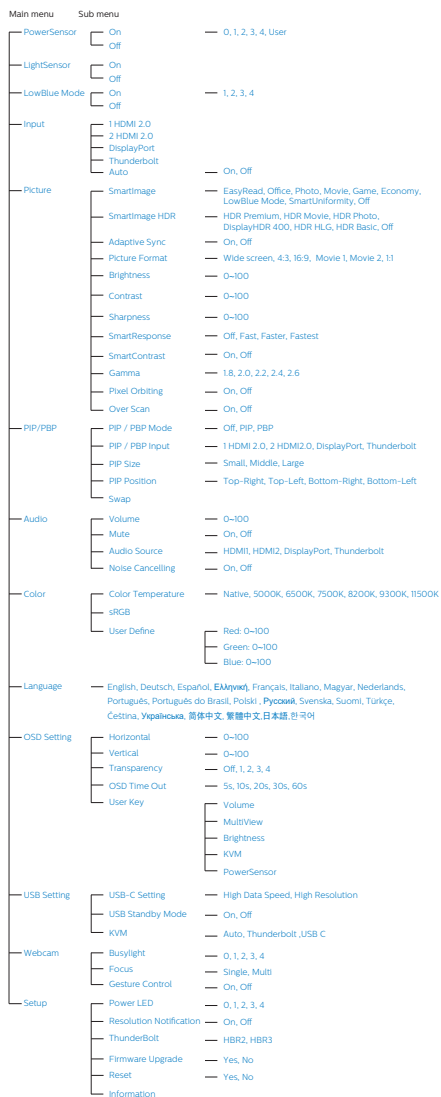 Main menu Sub menu
PowerSensor On 0, 1, 2, 3, 4, User
Off
LightSensor On
Off
LowBlue Mode On 1, 2, 3, 4
Off
Input 1 HDMI 2.0
2 HDMI 2.0
DisplayPort
Thunderbolt
Auto On, Off
Picture SmartImage EasyRead, Office, Photo, Movie, Game, Economy,
LowBlue Mode, SmartUniformity, Off
SmartImage HDR HDR Premium, HDR Movie, HDR Photo,
DisplayHDR 400, HDR HLG, HDR Basic, Off
Adaptive Sync On, Off
Picture Format Wide screen, 4:3, 16:9, Movie 1, Movie 2, 1:1
Brightness 0~100
Contrast 0~100
Sharpness 0~100
SmartResponse Off, Fast, Faster, Fastest
SmartContrast On, Off
Gamma 1.8, 2.0, 2.2, 2.4, 2.6
Pixel Orbiting On, Off
Over Scan On, Off
PIP/PBP PIP / PBP Mode Off, PIP, PBP
PIP / PBP Input 1 HDMI 2.0, 2 HDMI2.0, DisplayPort, Thunderbolt
PIP Size Small, Middle, Large
PIP Position Top-Right, Top-Left, Bottom-Right, Bottom-Left
Swap
Audio Volume 0~100
Mute On, Off
Audio Source HDMI1, HDMI2, DisplayPort, Thunderbolt
Noise Cancelling On, Off
Color Color Temperature Native, 5000K, 6500K, 7500K, 8200K, 9300K, 11500K
sRGB
User Define Red: 0~100
Green: 0~100
Blue: 0~100
Language English, Deutsch, Español, Ελληνική, Français, Italiano, Magyar, Nederlands,
Português, Português do Brasil, Polski , Русский, Svenska, Suomi, Türkçe,
Čeština, Українська, 简体中文, 繁體中文,日本語,한국어
OSD Setting Horizontal 0~100
Vertical 0~100
Transparency Off, 1, 2, 3, 4
OSD Time Out 5s, 10s, 20s, 30s, 60s
User Key Volume
MultiView
Brightness
KVM
PowerSensor
USB Setting USB-C Setting High Data Speed, High Resolution
USB Standby Mode On, Off
KVM Auto, Thunderbolt ,USB C
Webcam Busylight 0, 1, 2, 3, 4
Focus Single, Multi
Gesture Control On, Off
Setup Power LED 0, 1, 2, 3, 4
Resolution Notification On, Off
ThunderBolt HBR2, HBR3
Firmware Upgrade Yes, No
Reset Yes, No
Information